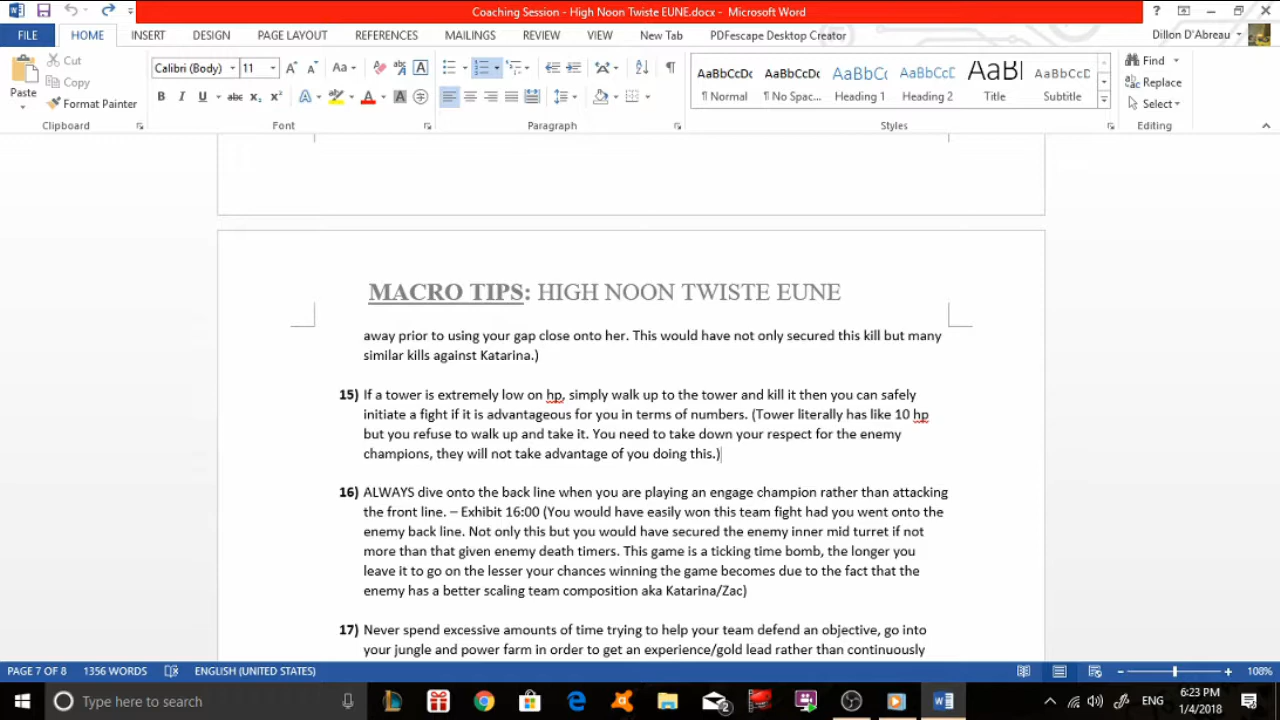 Coaching Session - High Noon Twiste EUNE.docx - Microsoft Word
FILE HOME INSERT DESIGN PAGE LAYOUT REFERENCES MAILINGS REVIEW VIEW New Tab PDFescape Desktop Creator Dillon D'Abreau
Cut
Copy
Format Painter
Paste
Clipboard
Calibri (Body) 11
Font
Paragraph
AaBbCcDc AaBbCcDc AaBbCc AaBbCcD AaBI AaBbCcD
¶ Normal ¶ No Spac... Heading 1 Heading 2 Title Subtitle
Styles
Find
Replace
Select
Editing
MACRO TIPS: HIGH NOON TWISTE EUNE
away prior to using your gap close onto her. This would have not only secured this kill but many
similar kills against Katarina.)
15) If a tower is extremely low on hp, simply walk up to the tower and kill it then you can safely
initiate a fight if it is advantageous for you in terms of numbers. (Tower literally has like 10 hp
but you refuse to walk up and take it. You need to take down your respect for the enemy
champions, they will not take advantage of you doing this.)
16) ALWAYS dive onto the back line when you are playing an engage champion rather than attacking
the front line. – Exhibit 16:00 (You would have easily won this team fight had you went onto the
enemy back line. Not only this but you would have secured the enemy inner mid turret if not
more than that given enemy death timers. This game is a ticking time bomb, the longer you
leave it to go on the lesser your chances winning the game becomes due to the fact that the
enemy has a better scaling team composition aka Katarina/Zac)
17) Never spend excessive amounts of time trying to help your team defend an objective, go into
your jungle and power farm in order to get an experience/gold lead rather than continuously
PAGE 7 OF 8 1356 WORDS ENGLISH (UNITED STATES) 108%
Type here to search
ENG
6:23 PM
1/4/2018